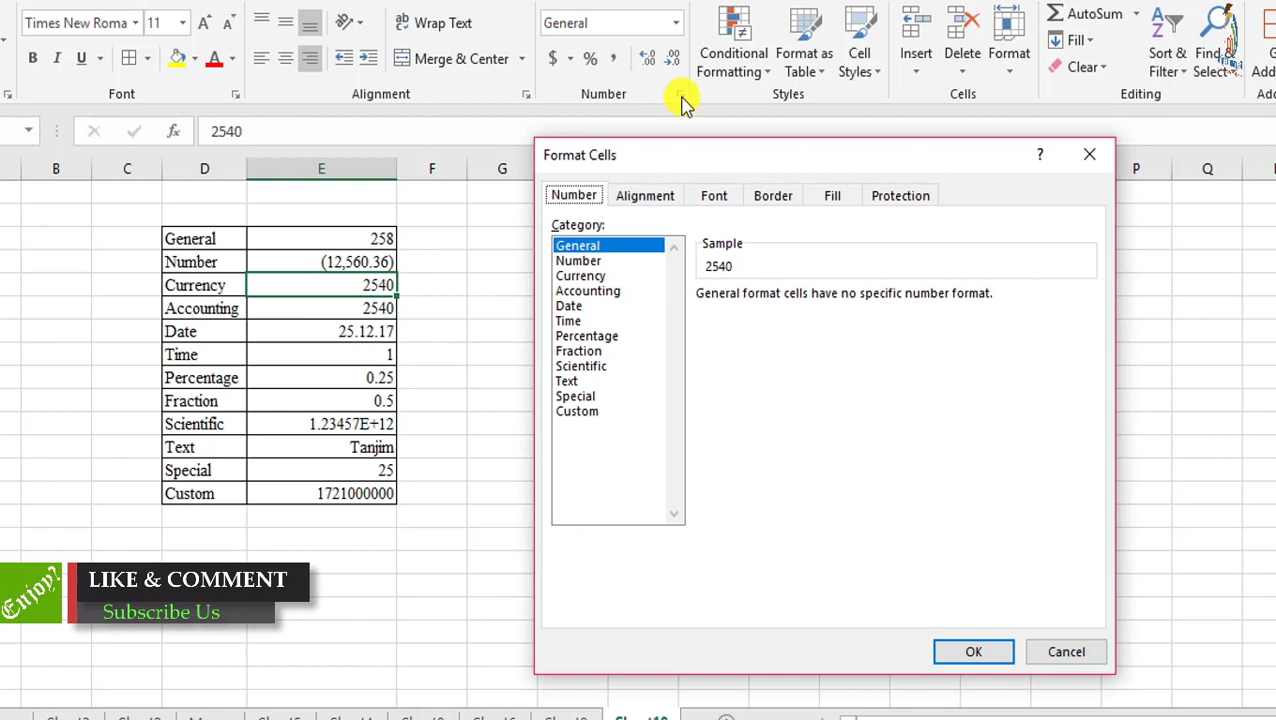 Times New Roma 11 A A Wrap Text General AutoSum
B I U A Merge & Center $ % , Conditional Formatting Format as Table Cell Styles Insert Delete Format Fill Clear Sort & Filter Find & Select
Font Alignment Number Styles Cells Editing
fx 2540
B C D E F G P Q
General 258
Number (12,560.36)
Currency 2540
Accounting 2540
Date 25.12.17
Time 1
Percentage 0.25
Fraction 0.5
Scientific 1.23457E+12
Text Tanjim
Special 25
Custom 1721000000
Format Cells ?
Number Alignment Font Border Fill Protection
Category:
General
Number
Currency
Accounting
Date
Time
Percentage
Fraction
Scientific
Text
Special
Custom
Sample
2540
General format cells have no specific number format.
OK Cancel
Enjoy?
LIKE & COMMENT
Subscribe Us